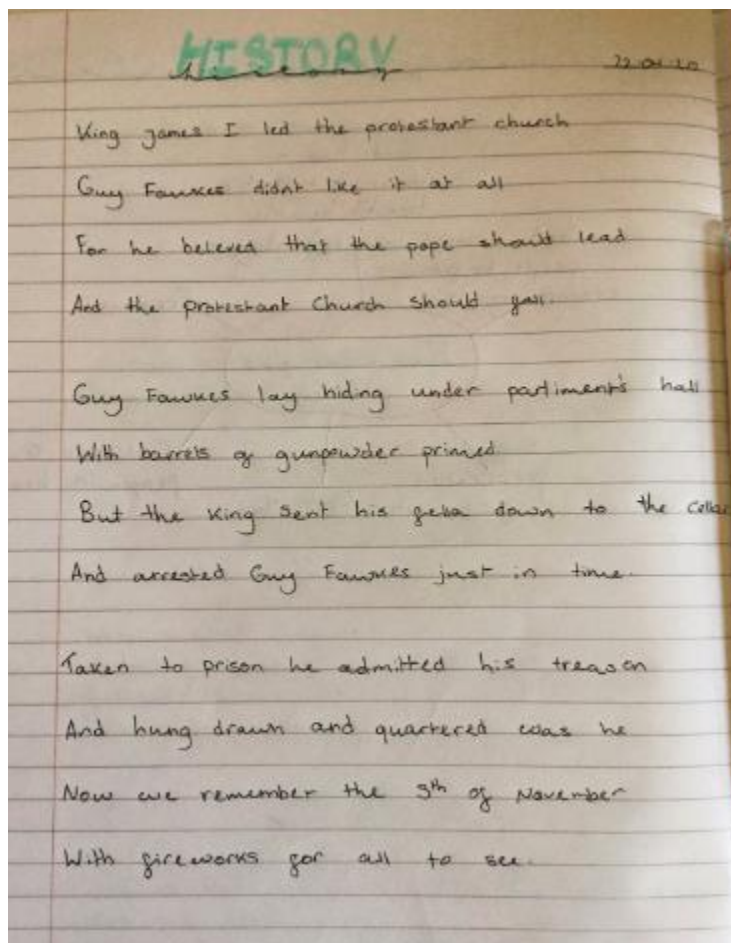 HISTORY
history
King james I led the protestant church
Guy Fawkes didnt like it at all
For he beleved that the pope should lead
And the protestant Church should fall.
Guy Fawkes lay hiding under parliment's hall
With barrels of gunpowder primed
But the King sent his down to the cellar
And arrested Guy Fawkes just in time.
Taken to prison he admitted his treason
And hung drawn and quartered was he
Now we remember the 5th of November
With fireworks for all to see.